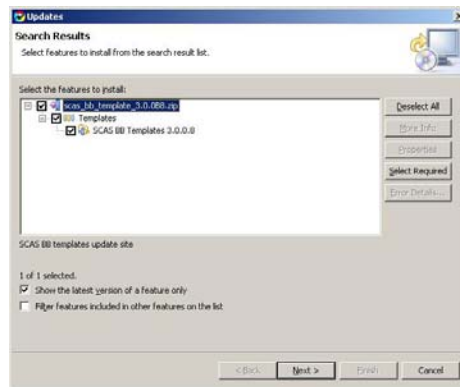 Updates
Search Results
Select features to install from the search result list.
Select the features to install:
scas_bb_template_3.0.0B8.zip
Templates
SCAS BB Templates 3.0.0.8
Deselect All
More Info
Properties
Select Required
Error Details...
SCAS BB templates update site
1 of 1 selected.
Show the latest version of a feature only
Filter features included in other features on the list
< Back
Next >
Finish
Cancel